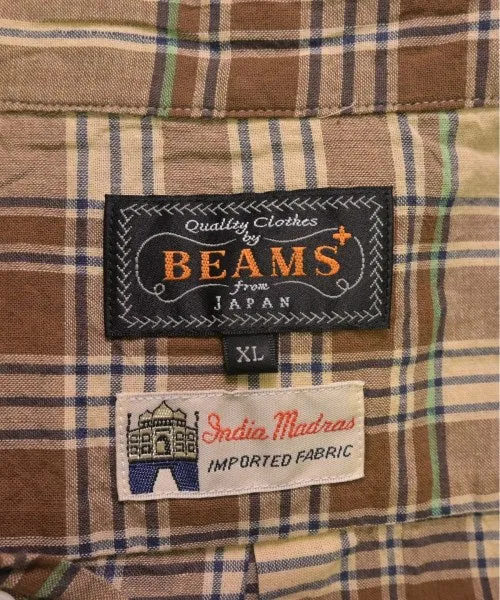 Quality Clothes
by
BEAMS+
from
JAPAN
XL
India Madras
IMPORTED FABRIC